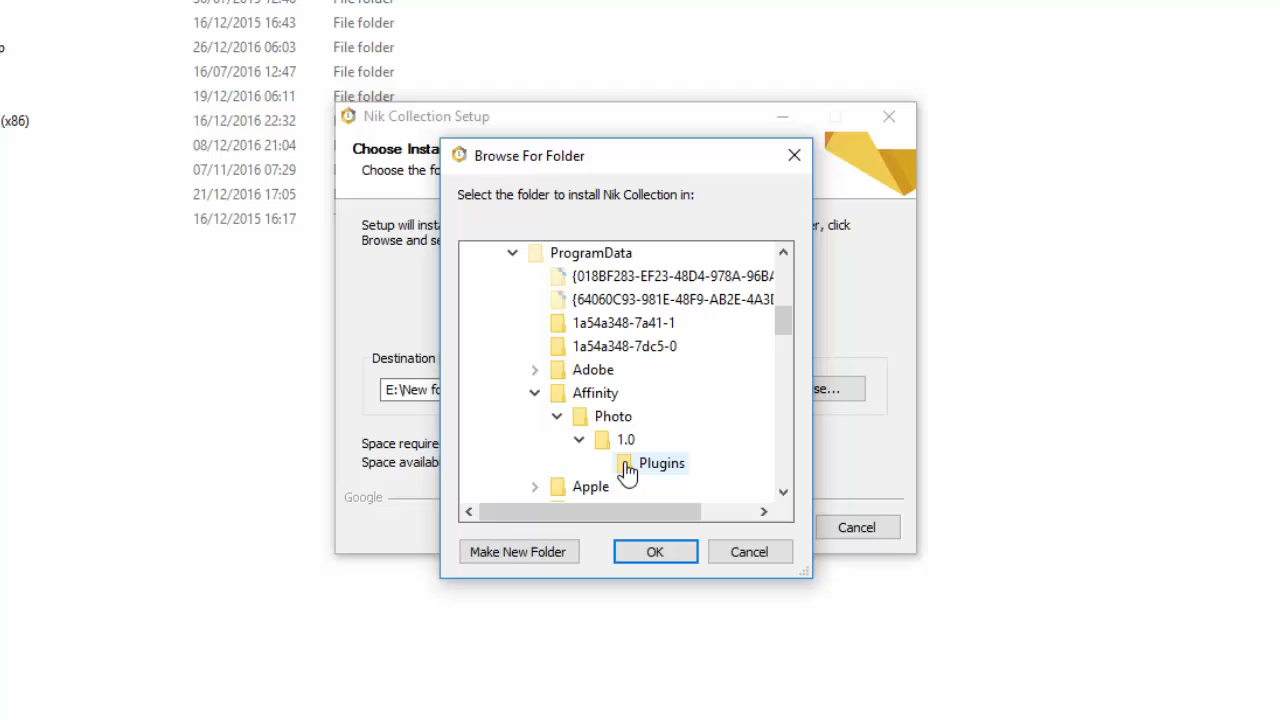 16/12/2015 16:43 File folder
p 26/12/2016 06:03 File folder
16/07/2016 12:47 File folder
19/12/2016 06:11 File folder
(x86) 16/12/2016 22:32
08/12/2016 21:04
07/11/2016 07:29
21/12/2016 17:05
16/12/2015 16:17
Nik Collection Setup
Choose Insta
Choose the fo
Setup will insta
r, click
Browse and se
Destination
E:\New fo
se...
Space require
Space availab
Google
Cancel
Browse For Folder
Select the folder to install Nik Collection in:
ProgramData
{018BF283-EF23-48D4-978A-96BA
{64060C93-981E-48F9-AB2E-4A3D
1a54a348-7a41-1
1a54a348-7dc5-0
Adobe
Affinity
Photo
1.0
Plugins
Apple
Make New Folder OK Cancel